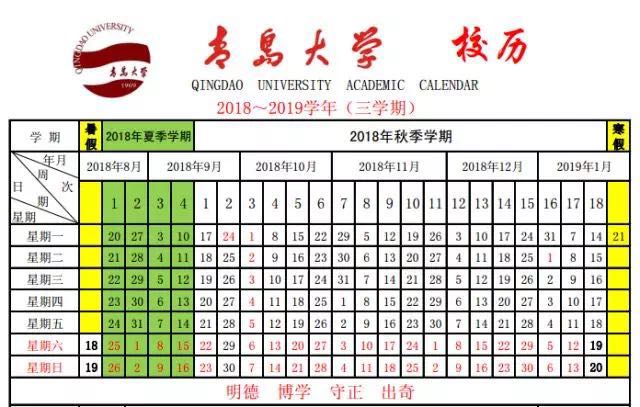 QINGDAO UNIVERSITY
青岛大学
1909
青岛大学 校历
QINGDAO UNIVERSITY ACADEMIC CALENDAR
2018~2019学年(三学期)
学 期 暑假 2018年夏季学期 2018年秋季学期 寒假
年月 2018年8月 2018年9月 2018年10月 2018年11月 2018年12月 2019年1月
周 次
日 期
星期
1 2 3 4 1 2 3 4 5 6 7 8 9 10 11 12 13 14 15 16 17 18
星期一 20 27 3 10 17 24 1 8 15 22 29 5 12 19 26 3 10 17 24 31 7 14 21
星期二 21 28 4 11 18 25 2 9 16 23 30 6 13 20 27 4 11 18 25 1 8 15
星期三 22 29 5 12 19 26 3 10 17 24 31 7 14 21 28 5 12 19 26 2 9 16
星期四 23 30 6 13 20 27 4 11 18 25 1 8 15 22 29 6 13 20 27 3 10 17
星期五 24 31 7 14 21 28 5 12 19 26 2 9 16 23 30 7 14 21 28 4 11 18
星期六 18 25 1 8 15 22 29 6 13 20 27 3 10 17 24 1 8 15 22 29 5 12 19
星期日 19 26 2 9 16 23 30 7 14 21 28 4 11 18 25 2 9 16 23 30 6 13 20
明德 博学 守正 出奇